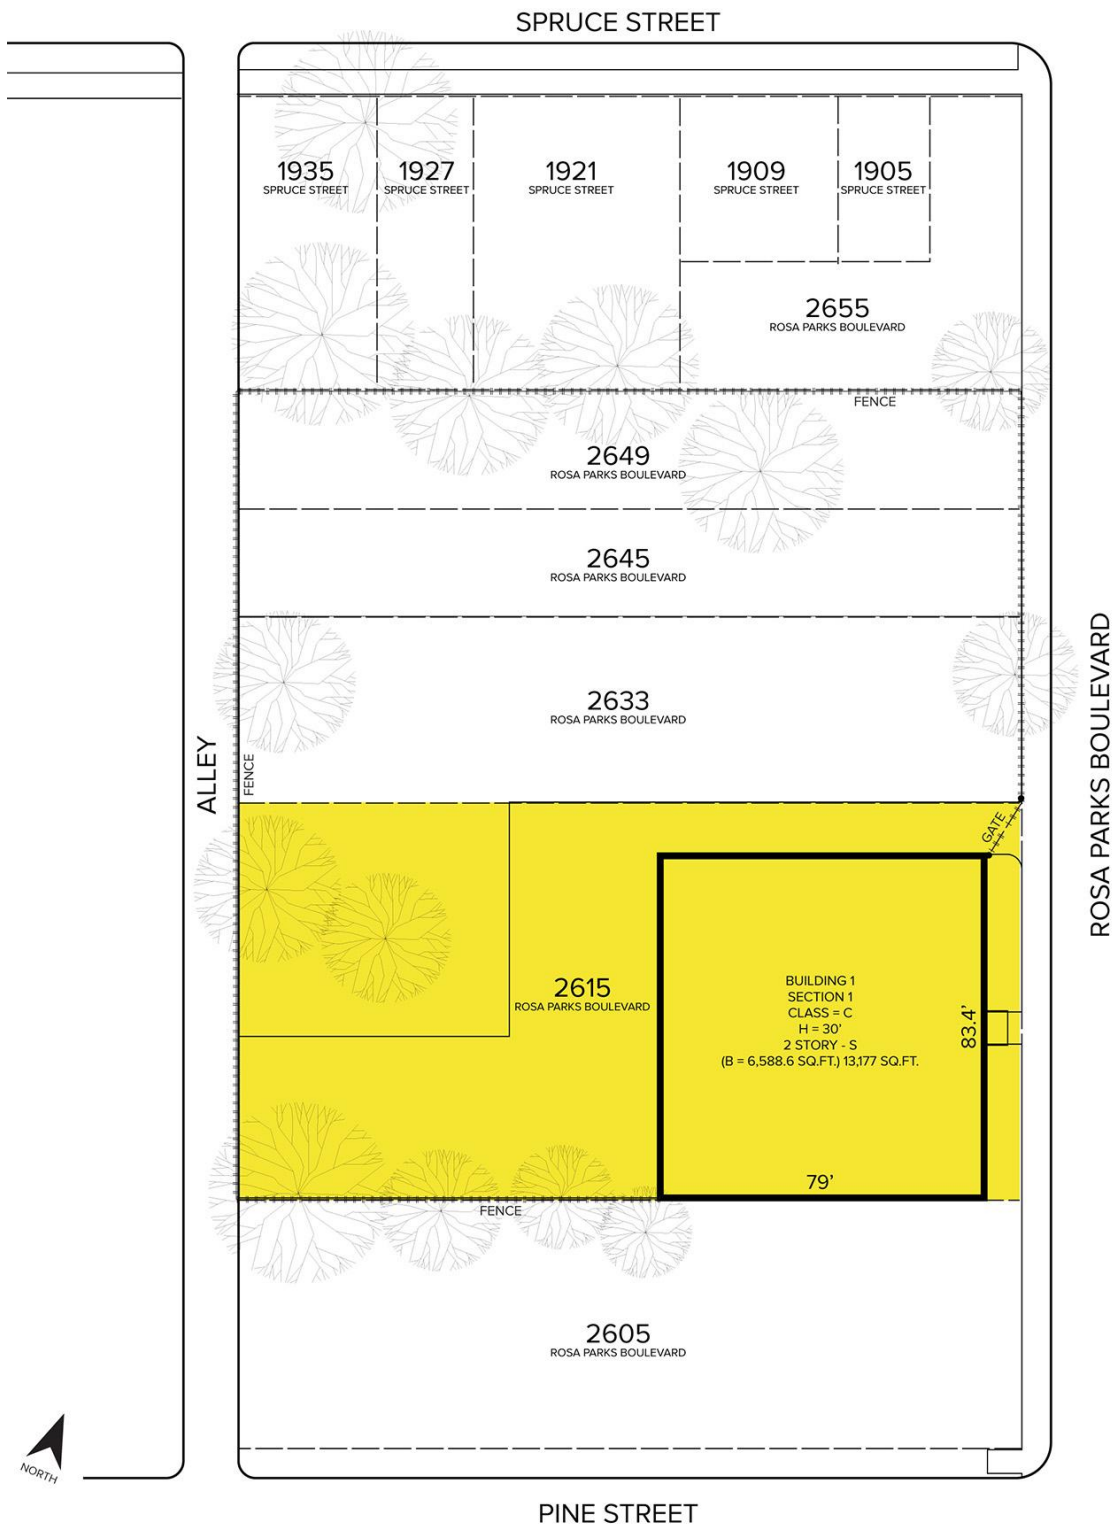 SPRUCE STREET
1935
SPRUCE STREET
1927
SPRUCE STREET
1921
SPRUCE STREET
1909
SPRUCE STREET
1905
SPRUCE STREET
2655
ROSA PARKS BOULEVARD
FENCE
2649
ROSA PARKS BOULEVARD
2645
ROSA PARKS BOULEVARD
2633
ROSA PARKS BOULEVARD
ALLEY
FENCE
ROSA PARKS BOULEVARD
GATE
2615
ROSA PARKS BOULEVARD
BUILDING 1
SECTION 1
CLASS = C
H = 30'
2 STORY - S
(B = 6,588.6 SQ.FT.) 13,177 SQ.FT.
83.4'
79'
FENCE
2605
ROSA PARKS BOULEVARD
NORTH
PINE STREET